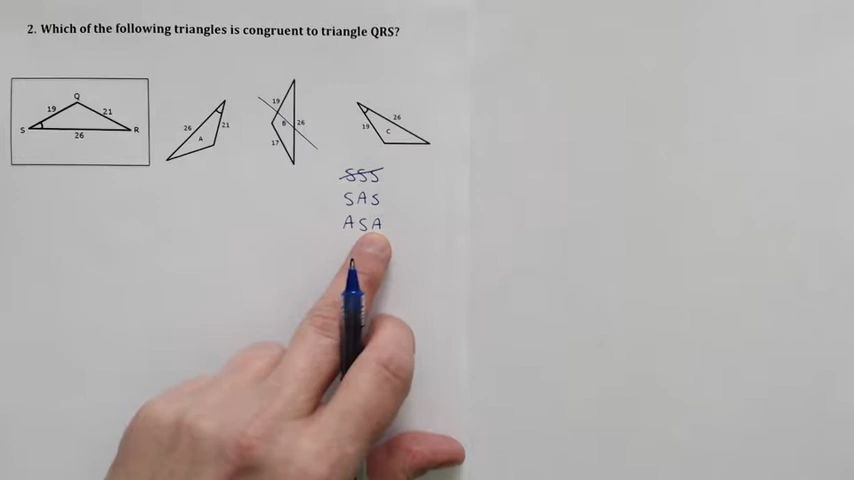 2. Which of the following triangles is congruent to triangle QRS?
Q
19
21
S
R
26
26
21
A
19
B
26
17
26
19
C
SSS
SAS
ASA